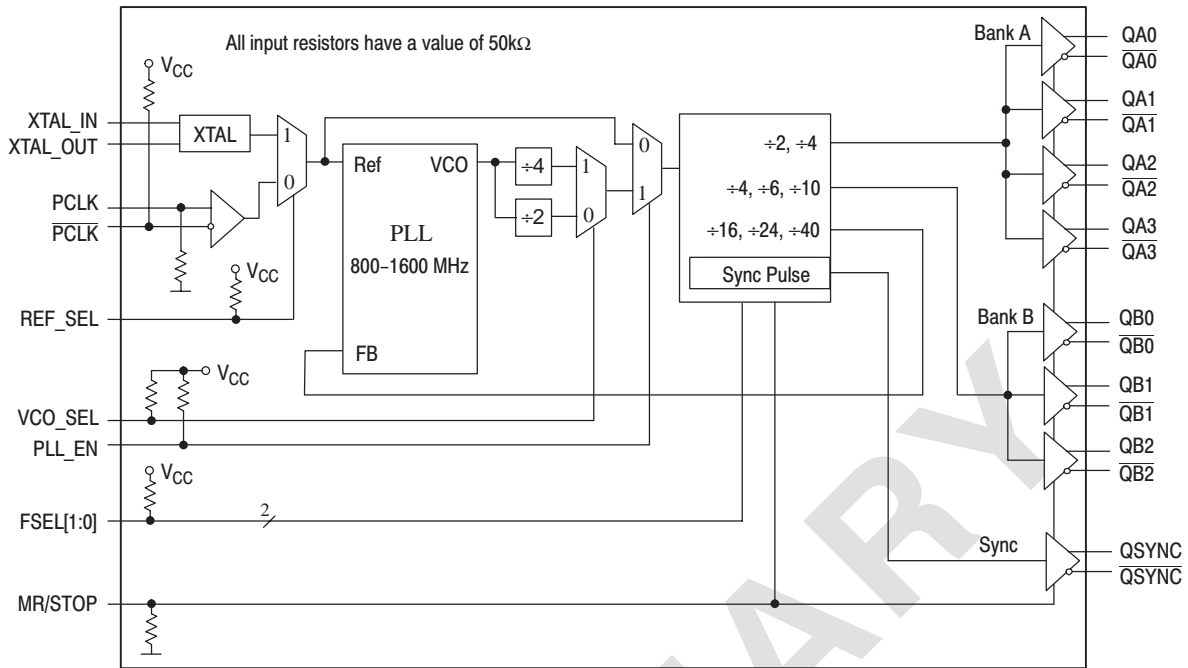 All input resistors have a value of 50kΩ
VCC
XTAL_IN
XTAL_OUT
XTAL
1
0
PCLK
PCLK
VCC
REF_SEL
Ref
VCO
PLL
800–1600 MHz
FB
÷4
÷2
1
0
0
1
÷2, ÷4
÷4, ÷6, ÷10
÷16, ÷24, ÷40
Sync Pulse
VCC
VCO_SEL
PLL_EN
VCC
FSEL[1:0]
2
MR/STOP
Bank A
QA0
QA0
QA1
QA1
QA2
QA2
QA3
QA3
Bank B
QB0
QB0
QB1
QB1
QB2
QB2
Sync
QSYNC
QSYNC
ARY